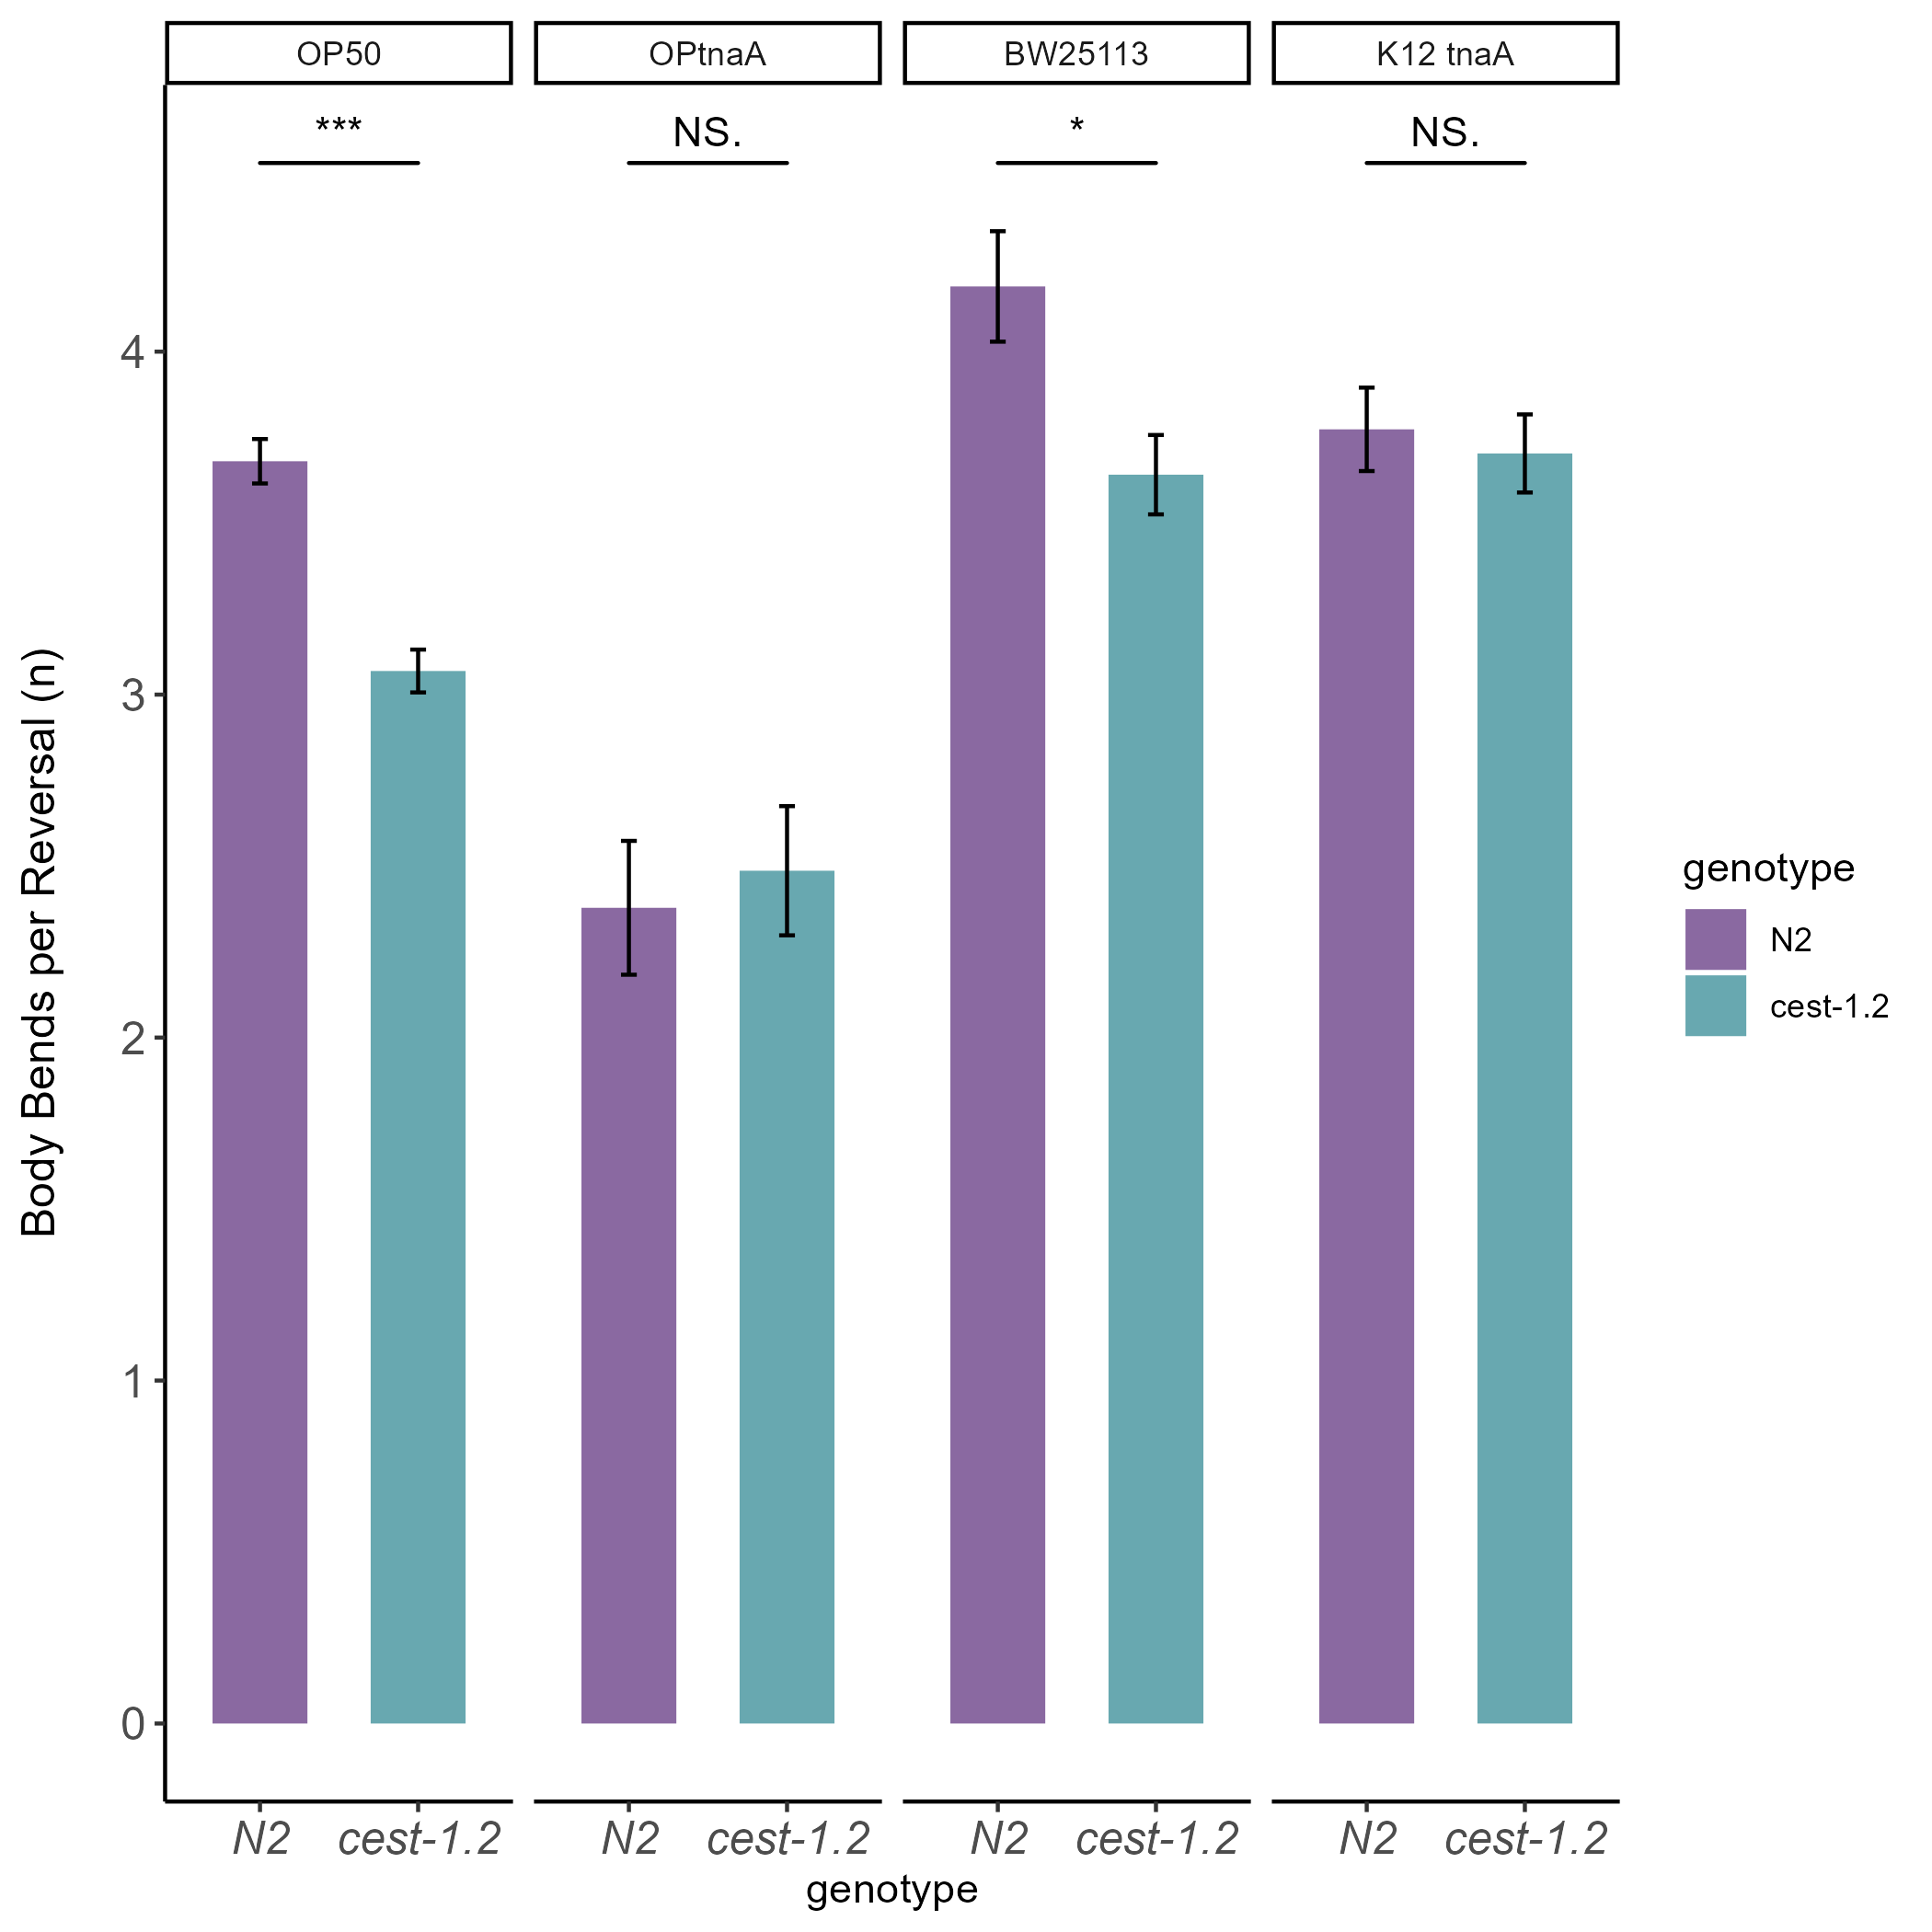 OP50 OPtnaA BW25113 K12 tnaA
*** NS. * NS.
Body Bends per Reversal (n)
4
3
2
1
0
genotype
N2
cest-1.2
N2 cest-1.2 N2 cest-1.2 N2 cest-1.2 N2 cest-1.2
genotype